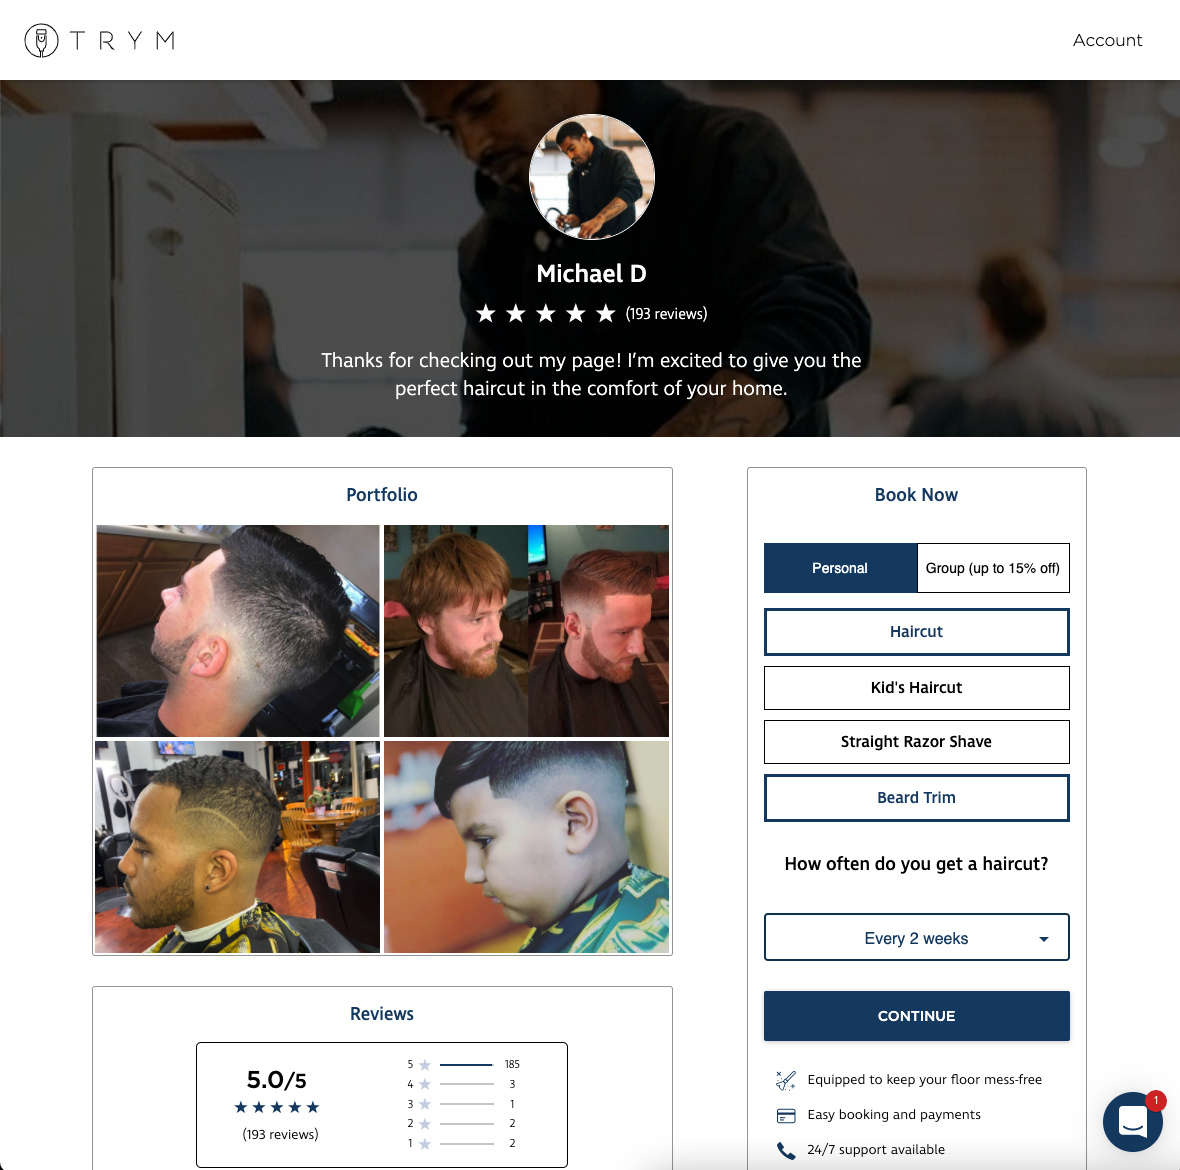 TRYM
Account
Michael D
(193 reviews)
Thanks for checking out my page! I'm excited to give you the
perfect haircut in the comfort of your home.
Portfolio
Reviews
5.0/5
(193 reviews)
5 185
4 3
3 1
2 2
1 2
Book Now
Personal
Group (up to 15% off)
Haircut
Kid's Haircut
Straight Razor Shave
Beard Trim
How often do you get a haircut?
Every 2 weeks
CONTINUE
Equipped to keep your floor mess-free
Easy booking and payments
24/7 support available
1